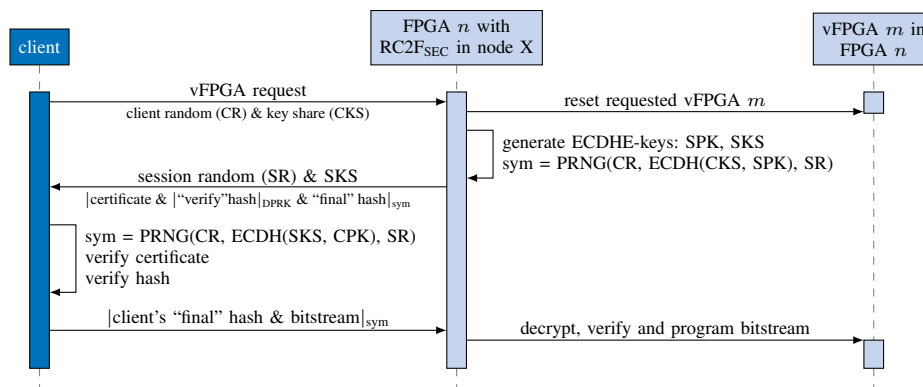 client
FPGA n with
RC2F_SEC in node X
vFPGA m in
FPGA n
vFPGA request
client random (CR) & key share (CKS)
reset requested vFPGA m
generate ECDHE-keys: SPK, SKS
sym = PRNG(CR, ECDH(CKS, SPK), SR)
session random (SR) & SKS
|certificate & |“verify”hash|_DPRK & “final” hash|_sym
sym = PRNG(CR, ECDH(SKS, CPK), SR)
verify certificate
verify hash
|client's “final” hash & bitstream|_sym
decrypt, verify and program bitstream